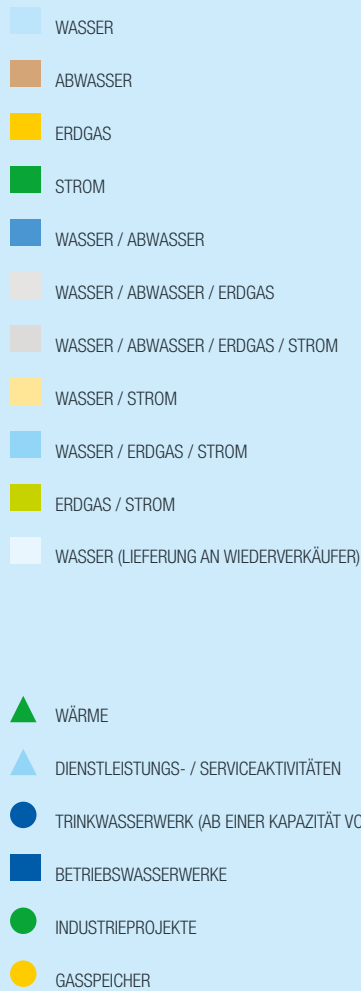 WASSER
ABWASSER
ERDGAS
STROM
WASSER / ABWASSER
WASSER / ABWASSER / ERDGAS
WASSER / ABWASSER / ERDGAS / STROM
WASSER / STROM
WASSER / ERDGAS / STROM
ERDGAS / STROM
WASSER (LIEFERUNG AN WIEDERVERKÄUFER)
WÄRME
DIENSTLEISTUNGS- / SERVICEAKTIVITÄTEN
TRINKWASSERWERK (AB EINER KAPAZITÄT
BETRIEBSWASSERWERKE
INDUSTRIEPROJEKTE
GASSPEICHER